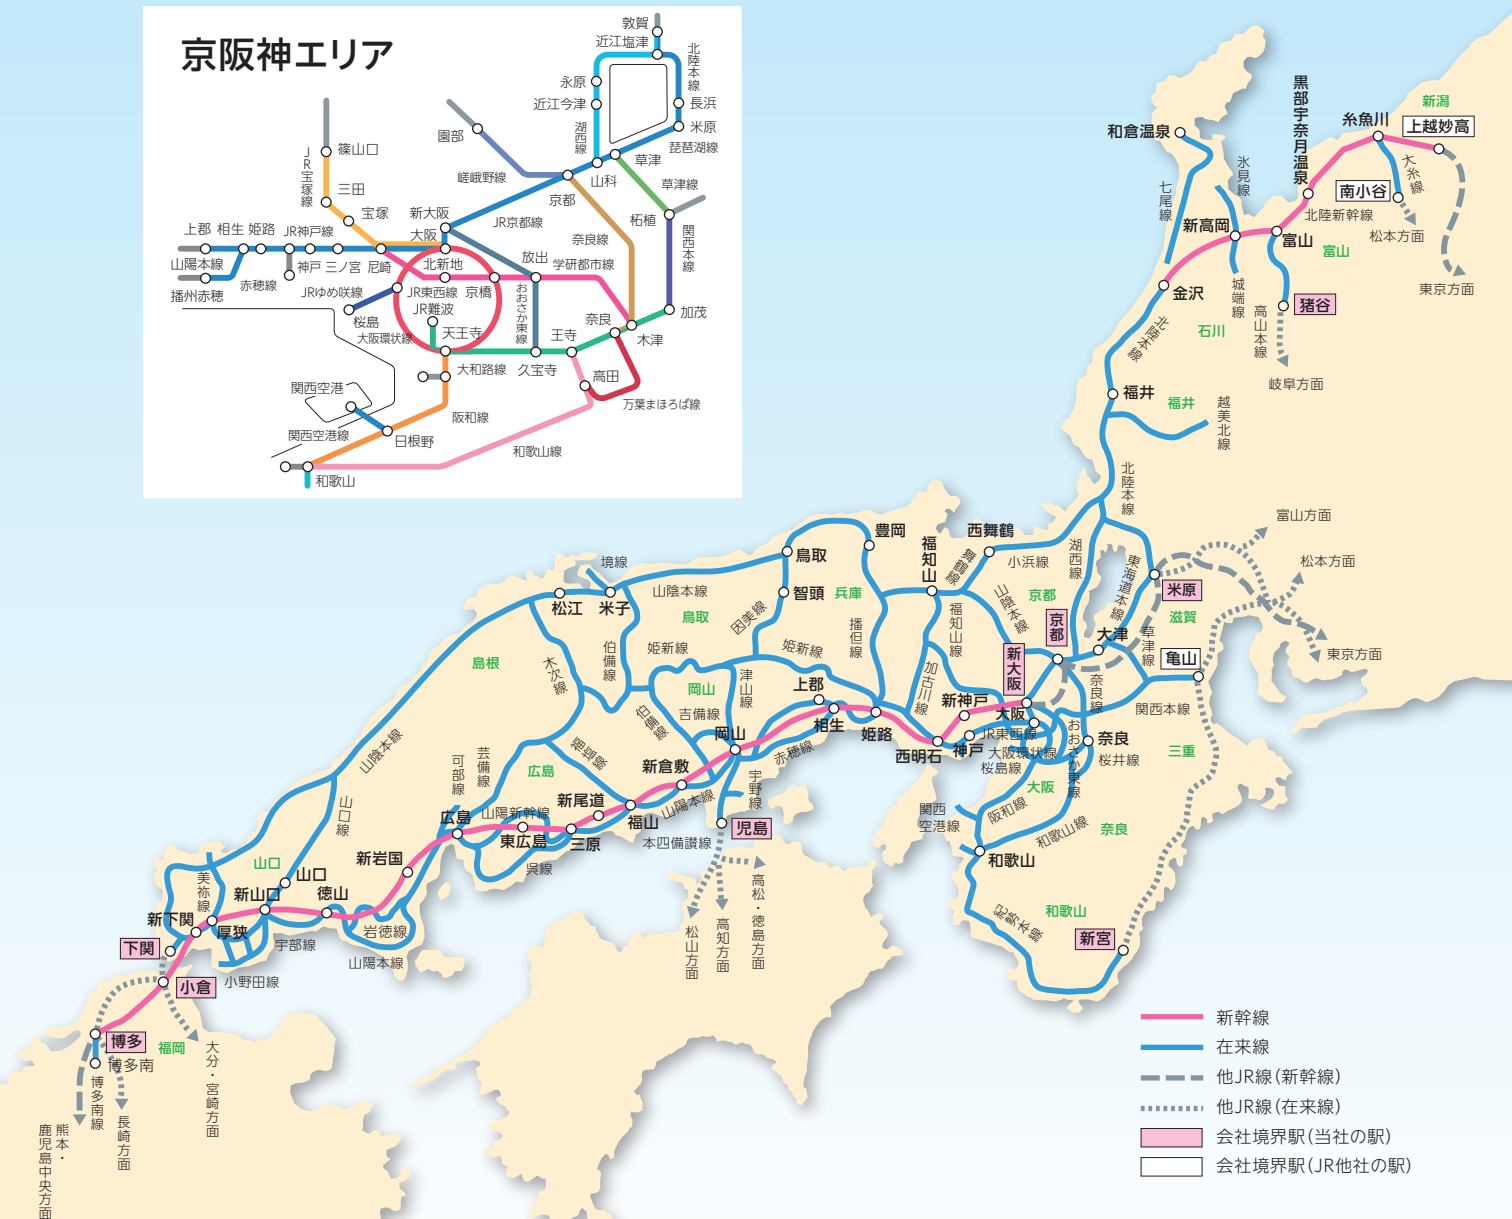 京阪神エリア
敦賀
近江塩津
北陸本線
永原
近江今津
長浜
米原
湖西線
琵琶湖線
園部
草津
山科
嵯峨野線
京都
草津線
篠山口
JR宝塚線
三田
宝塚
新大阪
大阪
JR京都線
柘植
奈良線
関西本線
上郡
相生
姫路
JR神戸線
山陽本線
神戸
三ノ宮
尼崎
北新地
放出
学研都市線
播州赤穂
赤穂線
JRゆめ咲線
JR東西線
京橋
JR難波
おおさか東線
桜島
大阪環状線
天王寺
王寺
奈良
木津
加茂
大和路線
久宝寺
高田
万葉まほろば線
関西空港
阪和線
関西空港線
日根野
和歌山線
和歌山
和倉温泉
七尾線
氷見線
黒部宇奈月温泉
糸魚川
新潟
上越妙高
大糸線
南小谷
松本方面
東京方面
北陸新幹線
新高岡
富山
富山
金沢
城端線
猪谷
高山本線
岐阜方面
石川
北陸本線
福井
福井
越美北線
北陸本線
富山方面
松本方面
東京方面
境線
松江
米子
山陰本線
鳥取
鳥取
智頭
因美線
豊岡
兵庫
福知山
西舞鶴
舞鶴線
小浜線
湖西線
東海道本線
米原
滋賀
京都
京都
山陰本線
福知山線
大津
草津線
亀山
島根
木次線
伯備線
姫新線
姫新線
播但線
加古川線
新大阪
新神戸
大阪
奈良線
関西本線
岡山
津山線
上郡
吉備線
伯備線
岡山
相生
姫路
西明石
神戸
JR東西線
大阪環状線
桜島線
おおさか東線
奈良
桜井線
三重
赤穂線
山陰本線
福塩線
芸備線
可部線
広島
新倉敷
宇野線
新尾道
山陽本線
福山
児島
本四備讃線
大阪
関西
空港線
阪和線
和歌山線
奈良
和歌山
和歌山
紀勢本線
新宮
広島
山陽新幹線
東広島
三原
呉線
山口線
新岩国
山口
美祢線
山口
新山口
徳山
新下関
厚狭
下関
岩徳線
宇部線
山陽本線
小野田線
小倉
博多
福岡
博多南
博多南線
大分・宮崎方面
長崎方面
熊本・
鹿児島中央方面
松山方面
高知方面
高松・徳島方面
新幹線
在来線
他JR線(新幹線)
他JR線(在来線)
会社境界駅(当社の駅)
会社境界駅(JR他社の駅)